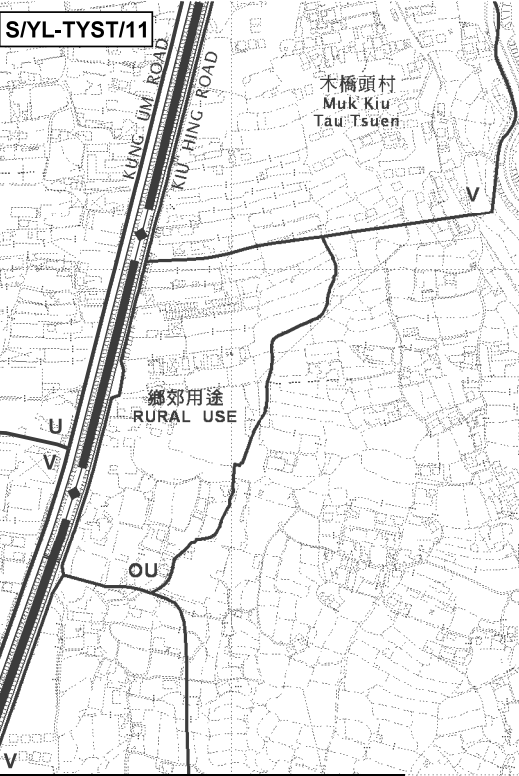 S/YL-TYST/11
KUNG UM ROAD
KIU HING ROAD
木橋頭村
Muk Kiu
Tau Tsuen
V
鄉郊用途
RURAL USE
U
V
OU
V